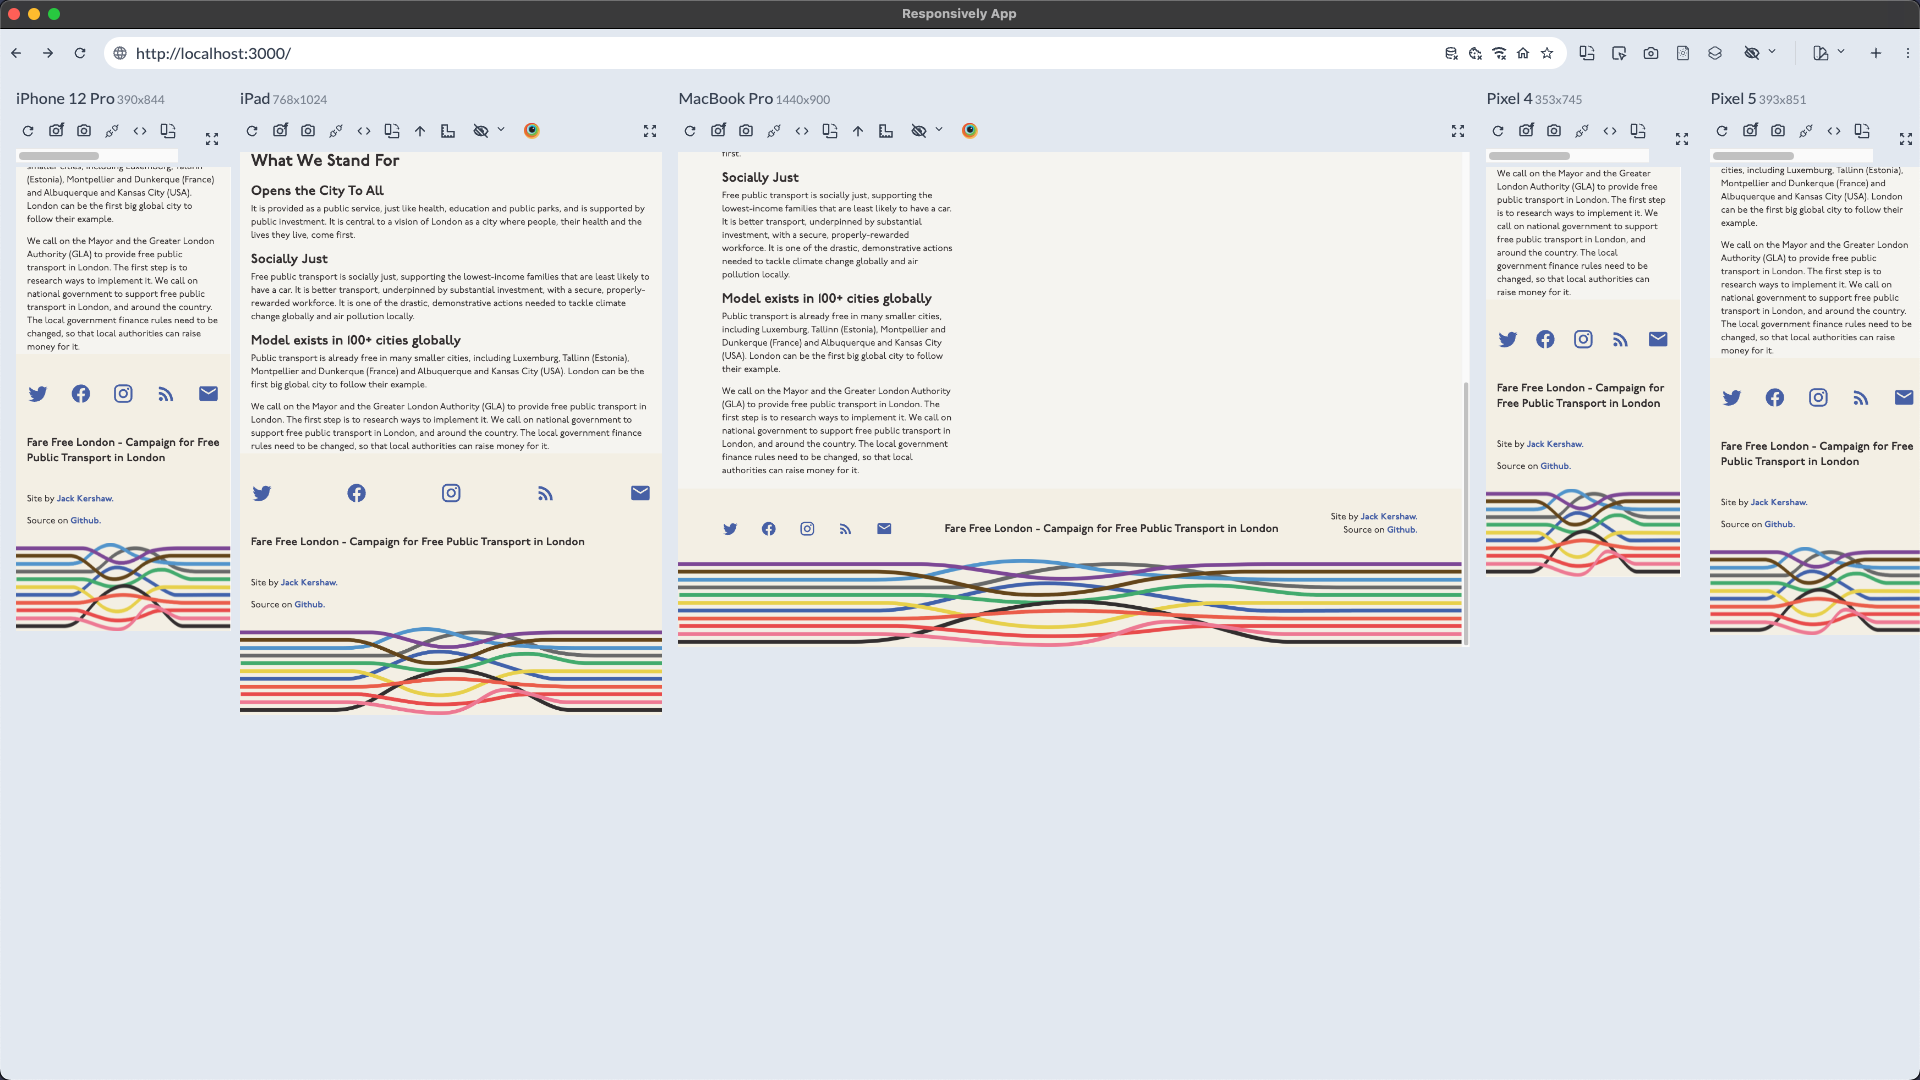 Responsively App
http://localhost:3000/
iPhone 12 Pro 390x844
smaller cities, including Luxemburg, Tallinn
(Estonia), Montpellier and Dunkerque (France)
and Albuquerque and Kansas City (USA).
London can be the first big global city to
follow their example.
We call on the Mayor and the Greater London
Authority (GLA) to provide free public
transport in London. The first step is to
research ways to implement it. We call on
national government to support free public
transport in London, and around the country.
The local government finance rules need to be
changed, so that local authorities can raise
money for it.
Fare Free London - Campaign for Free
Public Transport in London
Site by Jack Kershaw.
Source on Github.
iPad 768x1024
What We Stand For
Opens the City To All
It is provided as a public service, just like health, education and public parks, and is supported by
public investment. It is central to a vision of London as a city where people, their health and the
lives they live, come first.
Socially Just
Free public transport is socially just, supporting the lowest-income families that are least likely to
have a car. It is better transport, underpinned by substantial investment, with a secure, properly-
rewarded workforce. It is one of the drastic, demonstrative actions needed to tackle climate
change globally and air pollution locally.
Model exists in 100+ cities globally
Public transport is already free in many smaller cities, including Luxemburg, Tallinn (Estonia),
Montpellier and Dunkerque (France) and Albuquerque and Kansas City (USA). London can be the
first big global city to follow their example.
We call on the Mayor and the Greater London Authority (GLA) to provide free public transport in
London. The first step is to research ways to implement it. We call on national government to
support free public transport in London, and around the country. The local government finance
rules need to be changed, so that local authorities can raise money for it.
Fare Free London - Campaign for Free Public Transport in London
Site by Jack Kershaw.
Source on Github.
MacBook Pro 1440x900
first.
Socially Just
Free public transport is socially just, supporting the
lowest-income families that are least likely to have a car.
It is better transport, underpinned by substantial
investment, with a secure, properly-rewarded
workforce. It is one of the drastic, demonstrative actions
needed to tackle climate change globally and air
pollution locally.
Model exists in 100+ cities globally
Public transport is already free in many smaller cities,
including Luxemburg, Tallinn (Estonia), Montpellier and
Dunkerque (France) and Albuquerque and Kansas City
(USA). London can be the first big global city to follow
their example.
We call on the Mayor and the Greater London Authority
(GLA) to provide free public transport in London. The
first step is to research ways to implement it. We call on
national government to support free public transport in
London, and around the country. The local government
finance rules need to be changed, so that local
authorities can raise money for it.
Fare Free London - Campaign for Free Public Transport in London
Site by Jack Kershaw.
Source on Github.
Pixel 4 353x745
We call on the Mayor and the Greater
London Authority (GLA) to provide free
public transport in London. The first step
is to research ways to implement it. We
call on national government to support
free public transport in London, and
around the country. The local
government finance rules need to be
changed, so that local authorities can
raise money for it.
Fare Free London - Campaign for
Free Public Transport in London
Site by Jack Kershaw.
Source on Github.
Pixel 5 393x851
cities, including Luxemburg, Tallinn (Estonia),
Montpellier and Dunkerque (France) and
Albuquerque and Kansas City (USA). London
can be the first big global city to follow their
example.
We call on the Mayor and the Greater London
Authority (GLA) to provide free public
transport in London. The first step is to
research ways to implement it. We call on
national government to support free public
transport in London, and around the country.
The local government finance rules need to be
changed, so that local authorities can raise
money for it.
Fare Free London - Campaign for Free
Public Transport in London
Site by Jack Kershaw.
Source on Github.